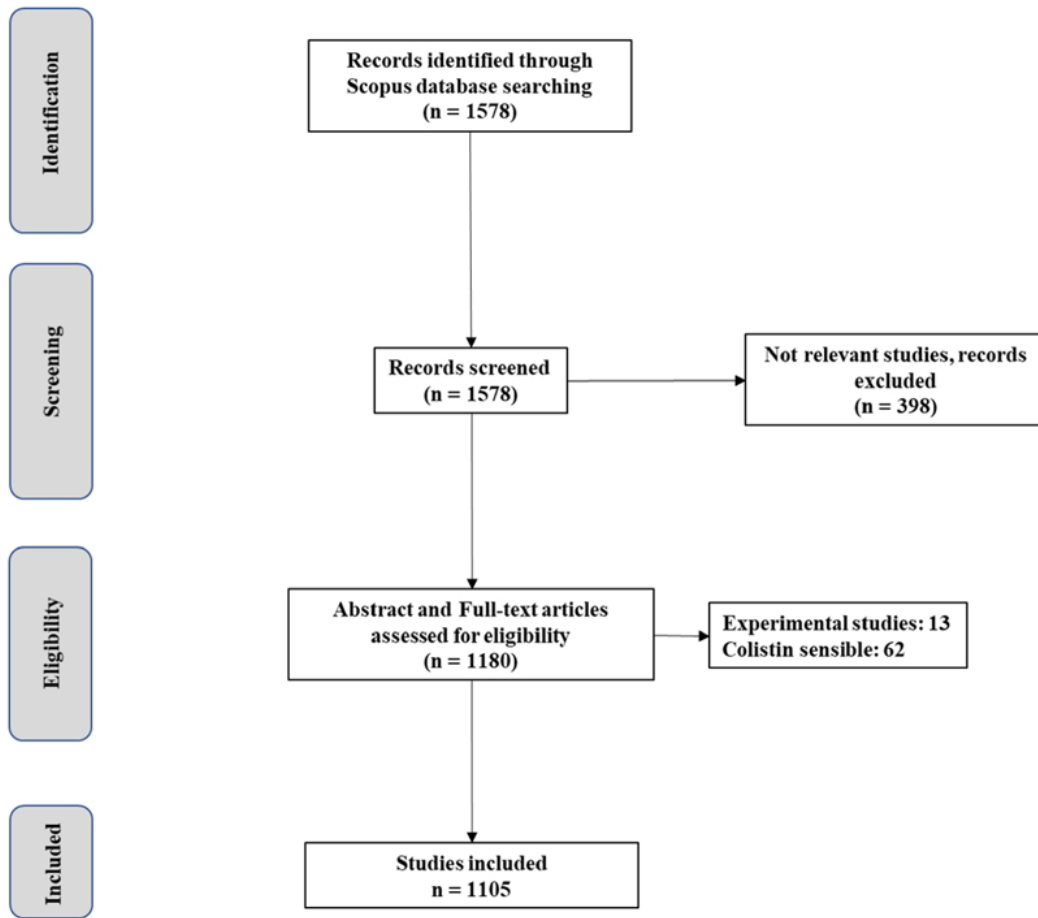 Identification
Records identified through
Scopus database searching
(n = 1578)
Screening
Records screened
(n = 1578)
Not relevant studies, records
excluded
(n = 398)
Eligibility
Abstract and Full-text articles
assessed for eligibility
(n = 1180)
Experimental studies: 13
Colistin sensible: 62
Included
Studies included
n = 1105